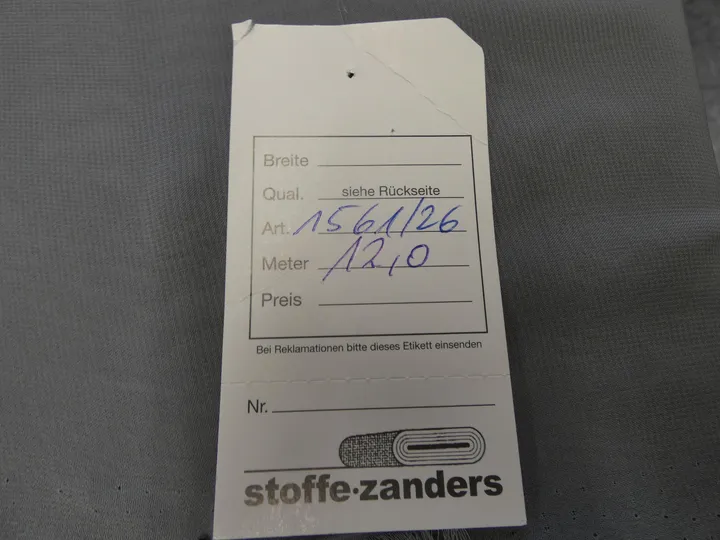 Breite
Qual. siehe Rückseite
Art. 1561/26
Meter 12,0
Preis
Bei Reklamationen bitte dieses Etikett einsenden
Nr.
stoffe·zanders